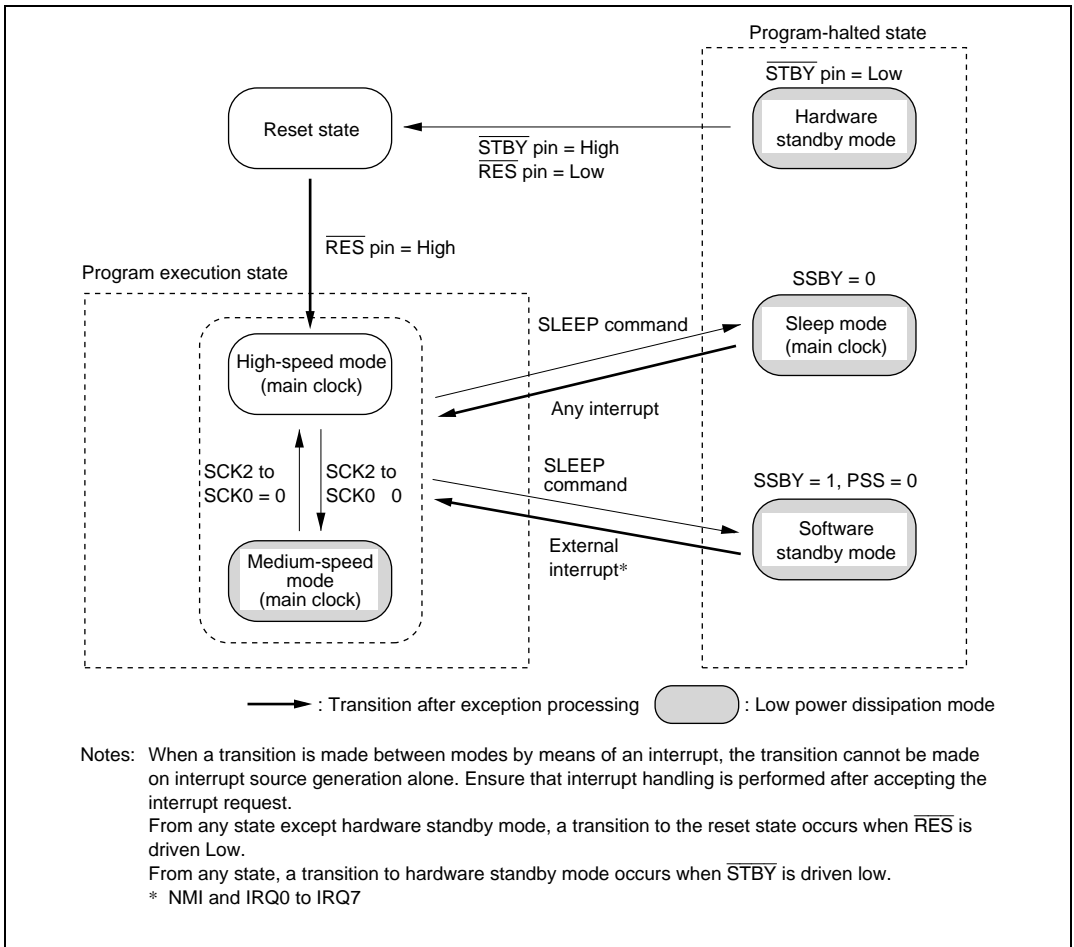 Program-halted state
STBY pin = Low
Hardware
standby mode
Reset state
STBY pin = High
RES pin = Low
RES pin = High
Program execution state
SSBY = 0
Sleep mode
(main clock)
SLEEP command
Any interrupt
High-speed mode
(main clock)
SCK2 to
SCK0 = 0
SCK2 to
SCK0 0
Medium-speed
mode
(main clock)
SLEEP
command
External
interrupt*
SSBY = 1, PSS = 0
Software
standby mode
: Transition after exception processing
: Low power dissipation mode
Notes: When a transition is made between modes by means of an interrupt, the transition cannot be made
on interrupt source generation alone. Ensure that interrupt handling is performed after accepting the
interrupt request.
From any state except hardware standby mode, a transition to the reset state occurs when RES is
driven Low.
From any state, a transition to hardware standby mode occurs when STBY is driven low.
* NMI and IRQ0 to IRQ7